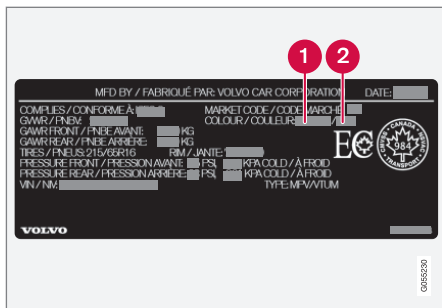 1 2
MFD BY / FABRIQUÉ PAR: VOLVO CAR CORPORATION DATE:
COMPLIES / CONFORME À: MARKET CODE / CODE MARCHÉ:
GVWR / PNBV: COLOUR / COULEUR: /
GAWR FRONT / PNBE AVANT: KG
GAWR REAR / PNBE ARRIÈRE: KG
TIRES / PNEUS: 215/65R16 RIM / JANTE:
PRESSURE FRONT / PRESSION AVANT: PSI, KPA COLD / À FROID
PRESSURE REAR / PRESSION ARRIÈRE: PSI, KPA COLD / À FROID
VIN / NIV: TYPE: MPV/VTUM
EC
CANADA
984
TRANSPORT
VOLVO
G055230